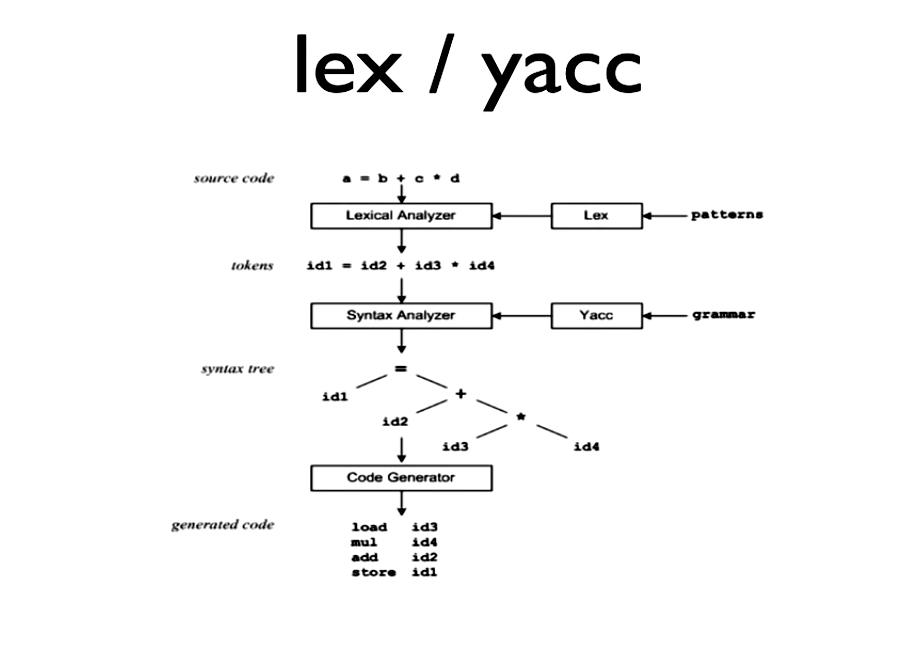 lex / yacc
source code a = b + c * d
Lexical Analyzer Lex patterns
tokens id1 = id2 + id3 * id4
Syntax Analyzer Yacc grammar
syntax tree =
id1 +
id2 *
id3 id4
Code Generator
generated code load id3
mul id4
add id2
store id1